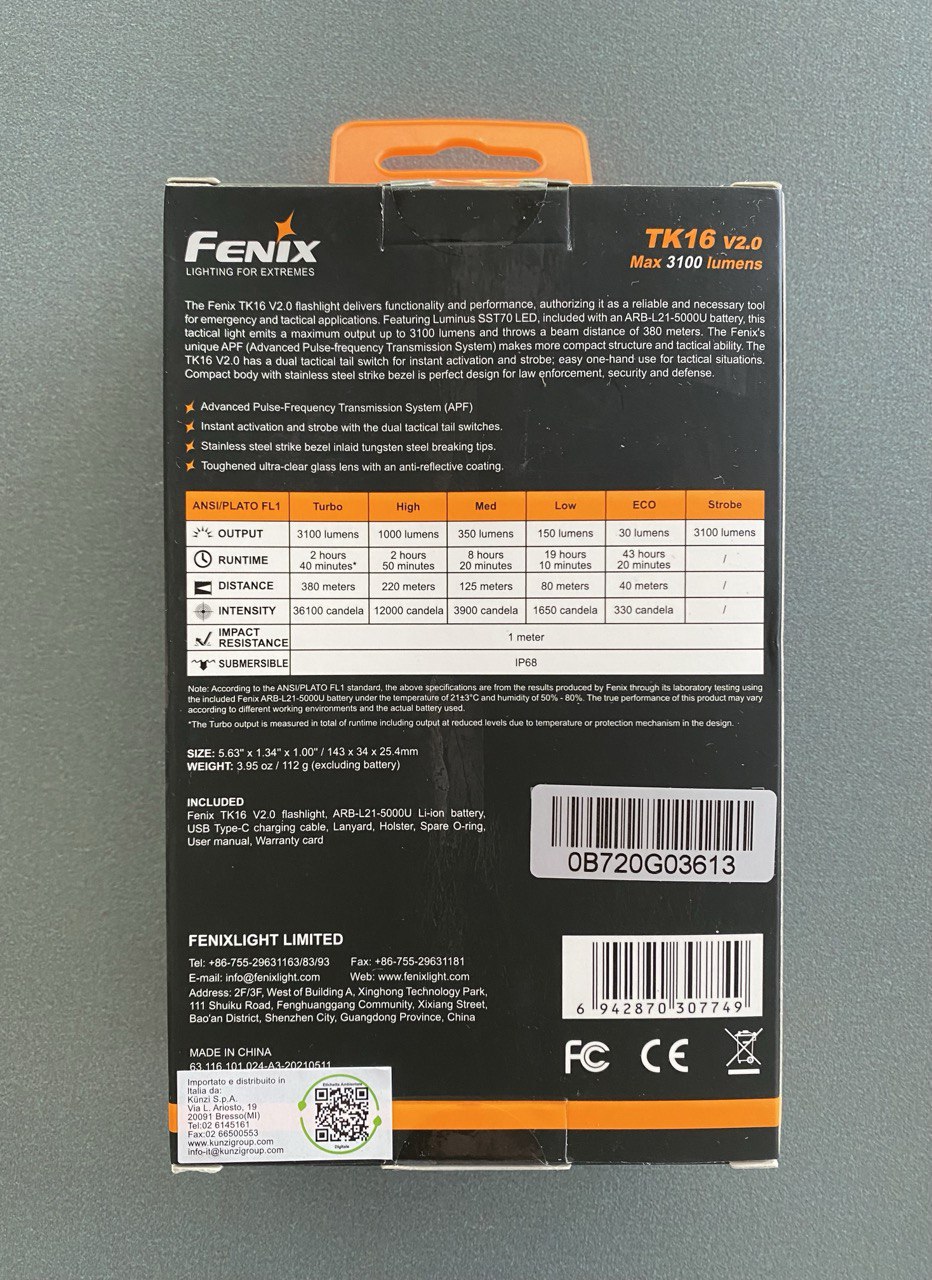 FENIX
LIGHTING FOR EXTREMES
TK16 V2.0
Max 3100 lumens
The Fenix TK16 V2.0 flashlight delivers functionality and performance, authorizing it as a reliable and necessary tool
for emergency and tactical applications. Featuring Luminus SST70 LED, included with an ARB-L21-5000U battery, this
tactical light emits a maximum output up to 3100 lumens and throws a beam distance of 380 meters. The Fenix's
unique APF (Advanced Pulse-frequency Transmission System) makes more compact structure and tactical ability. The
TK16 V2.0 has a dual tactical tail switch for instant activation and strobe; easy one-hand use for tactical situations.
Compact body with stainless steel strike bezel is perfect design for law enforcement, security and defense.
Advanced Pulse-Frequency Transmission System (APF)
Instant activation and strobe with the dual tactical tail switches.
Stainless steel strike bezel inlaid tungsten steel breaking tips.
Toughened ultra-clear glass lens with an anti-reflective coating.
ANSI/PLATO FL1 Turbo High Med Low ECO Strobe
OUTPUT 3100 lumens 1000 lumens 350 lumens 150 lumens 30 lumens 3100 lumens
RUNTIME 2 hours 40 minutes* 2 hours 50 minutes 8 hours 20 minutes 19 hours 10 minutes 43 hours 20 minutes /
DISTANCE 380 meters 220 meters 125 meters 80 meters 40 meters /
INTENSITY 36100 candela 12000 candela 3900 candela 1650 candela 330 candela /
IMPACT RESISTANCE 1 meter
SUBMERSIBLE IP68
Note: According to the ANSI/PLATO FL1 standard, the above specifications are from the results produced by Fenix through its laboratory testing using
the included Fenix ARB-L21-5000U battery under the temperature of 21±3°C and humidity of 50% - 80%. The true performance of this product may vary
according to different working environments and the actual battery used.
*The Turbo output is measured in total of runtime including output at reduced levels due to temperature or protection mechanism in the design.
SIZE: 5.63" x 1.34" x 1.00" / 143 x 34 x 25.4mm
WEIGHT: 3.95 oz / 112 g (excluding battery)
INCLUDED
Fenix TK16 V2.0 flashlight, ARB-L21-5000U Li-ion battery,
USB Type-C charging cable, Lanyard, Holster, Spare O-ring,
User manual, Warranty card
0B720G03613
FENIXLIGHT LIMITED
Tel: +86-755-29631163/83/93 Fax: +86-755-29631181
E-mail: info@fenixlight.com Web: www.fenixlight.com
Address: 2F/3F, West of Building A, Xinghong Technology Park,
111 Shuiku Road, Fenghuanggang Community, Xixiang Street,
Bao'an District, Shenzhen City, Guangdong Province, China
6 942870 307749
FC CE
MADE IN CHINA
63.116.101.024-A3-20210511
Importato e distribuito in
Italia da:
Künzi S.p.A.
Via L. Ariosto, 19
20091 Bresso(MI)
Tel:02 6145161
Fax:02 66500553
www.kunzigroup.com
info-it@kunzigroup.com
Etichetta Ambientale
Digitale